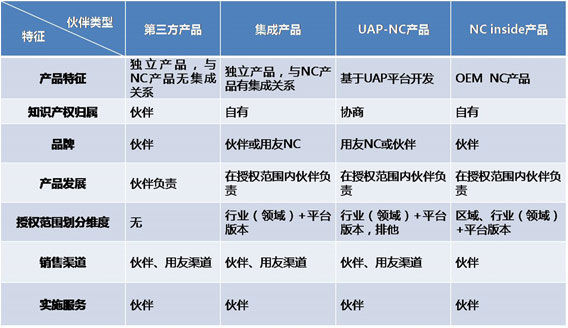 伙伴类型
特征
第三方产品
集成产品
UAP-NC产品
NC inside产品
产品特征
独立产品，与
NC产品无集成
关系
独立产品，与NC产
品有集成关系
基于UAP平台开发
OEM NC产品
知识产权归属
伙伴
自有
协商
自有
品牌
伙伴
伙伴或用友NC
用友NC或伙伴
伙伴
产品发展
伙伴负责
在授权范围内伙伴负
责
在授权范围内伙伴负
责
在授权范围内伙伴负
责
授权范围划分维度
无
行业（领域）+平台
版本
行业（领域）+平台
版本，排他
区域、行业（领域）
+平台版本
销售渠道
伙伴、用友渠道
伙伴、用友渠道
伙伴、用友渠道
伙伴
实施服务
伙伴
伙伴
伙伴
伙伴